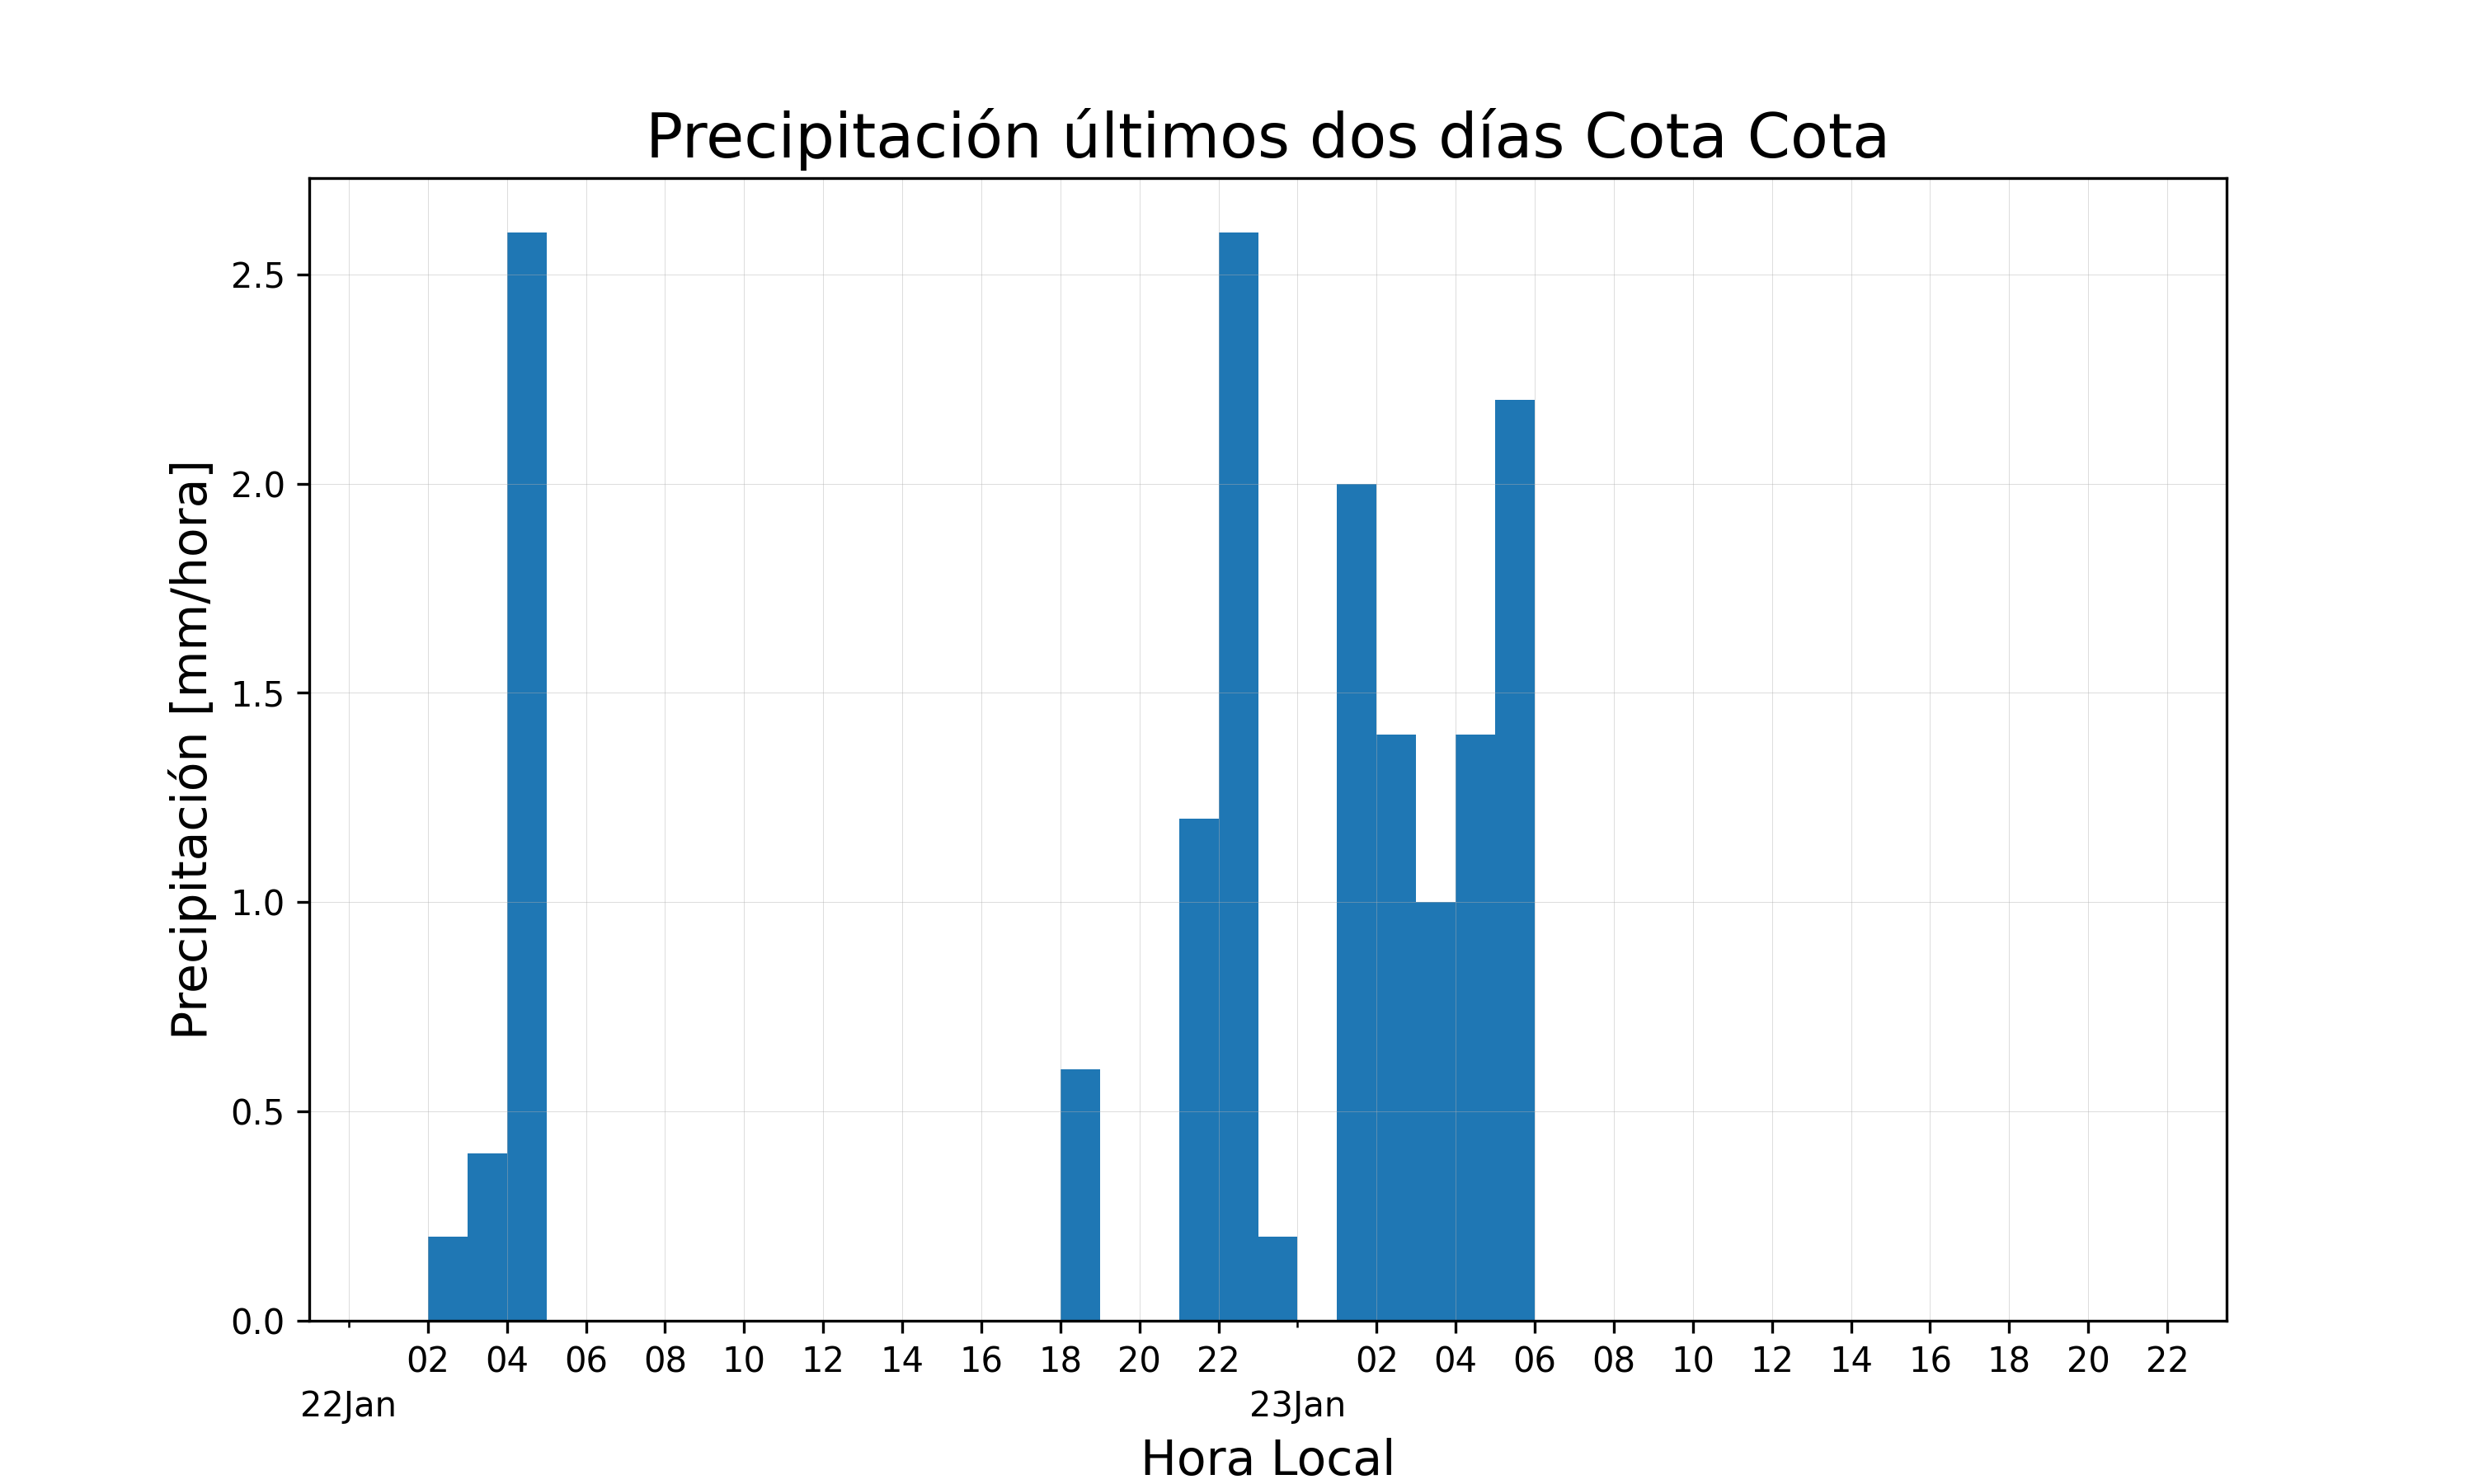 Precipitación últimos dos días Cota Cota
Precipitación [mm/hora]
2.5
2.0
1.5
1.0
0.5
0.0
02 04 06 08 10 12 14 16 18 20 22 02 04 06 08 10 12 14 16 18 20 22
22Jan 23Jan
Hora Local